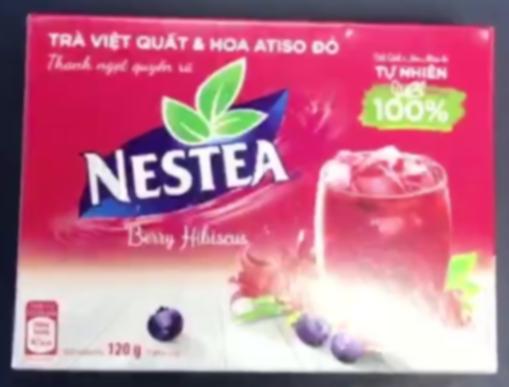 TRÀ VIỆT QUẤT & HOA ATISO ĐỎ
Thanh ngọt quyến rũ
TỰ NHIÊN
100%
NESTEA
Berry Hibiscus
120 g